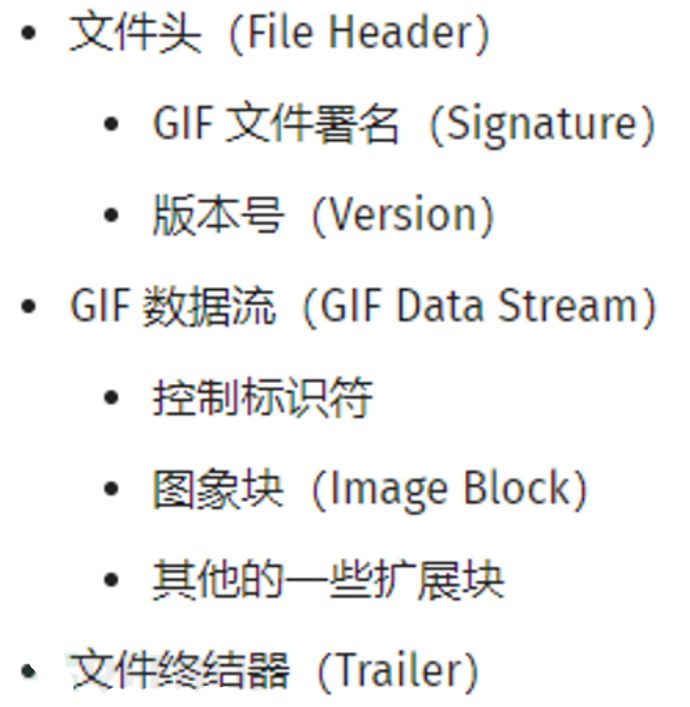 文件头（File Header）
GIF 文件署名（Signature）
版本号（Version）
GIF 数据流（GIF Data Stream）
控制标识符
图象块（Image Block）
其他的一些扩展块
文件终结器（Trailer）